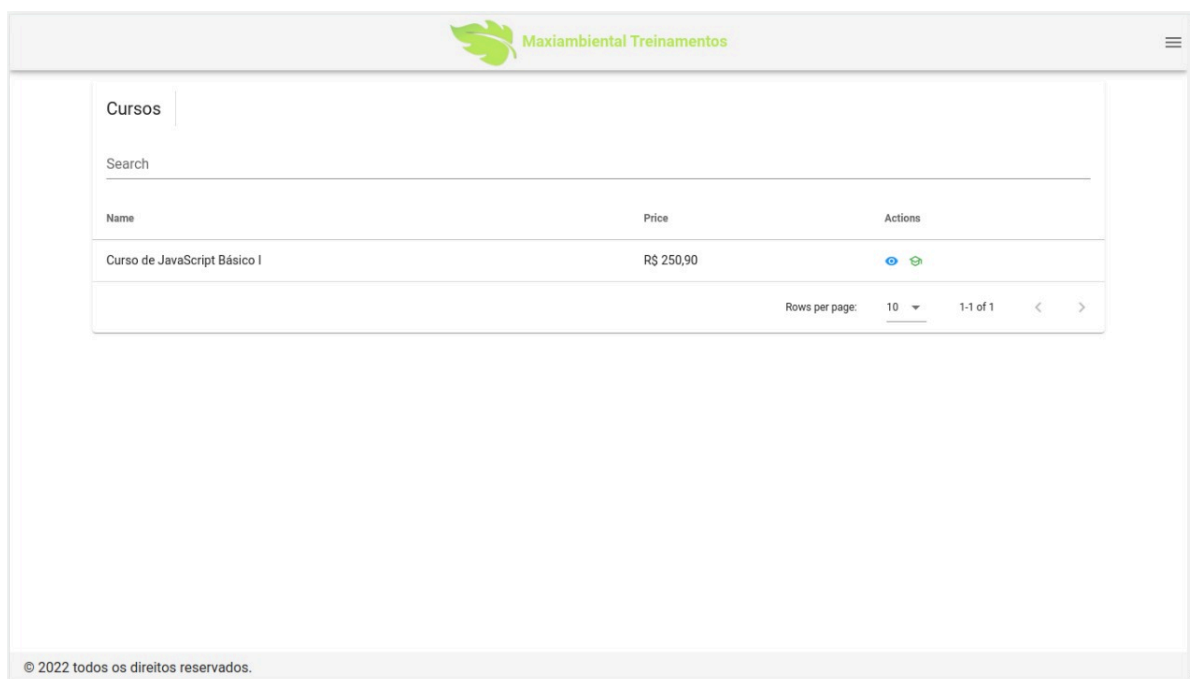 Maxiambiental Treinamentos
Cursos
Search
Name Price Actions
Curso de JavaScript Básico I R$ 250,90
Rows per page: 10 1-1 of 1
© 2022 todos os direitos reservados.